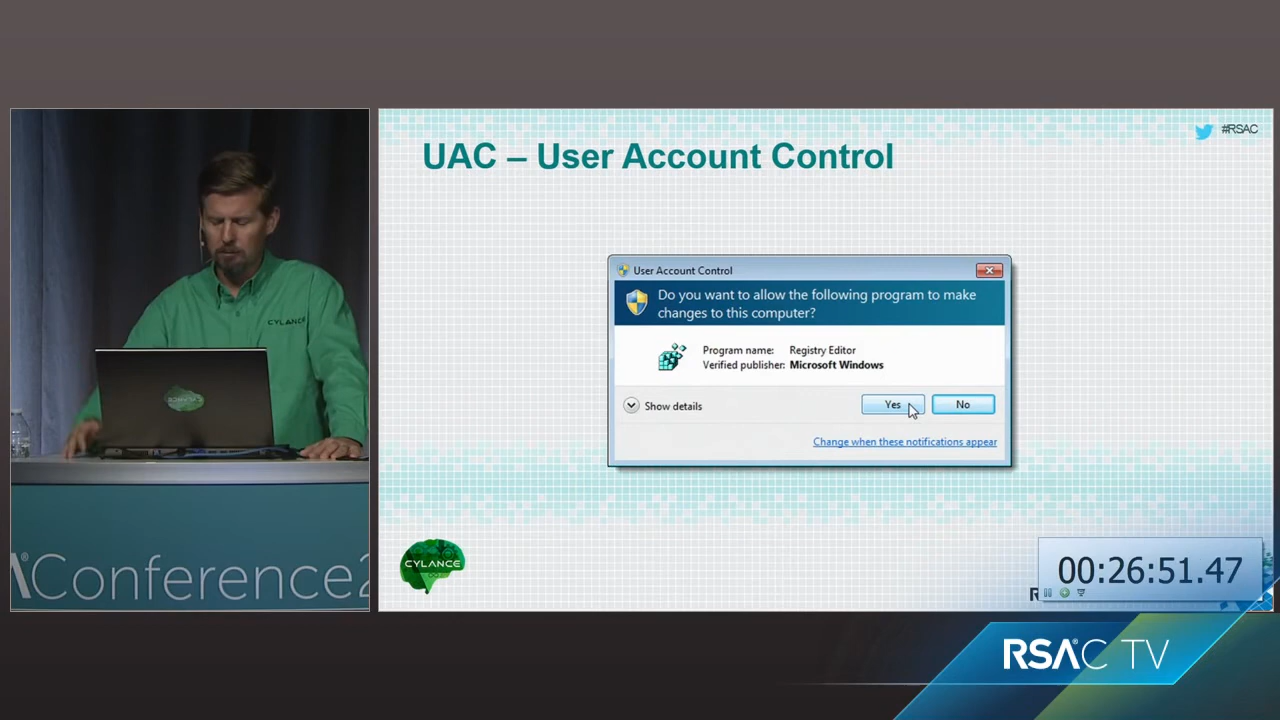 UAC – User Account Control
#RSAC
User Account Control
Do you want to allow the following program to make
changes to this computer?
Program name: Registry Editor
Verified publisher: Microsoft Windows
Show details
Yes
No
Change when these notifications appear
CYLANCE
CYLANCE
CYLANCE
Conference
00:26:51.47
RSAC TV